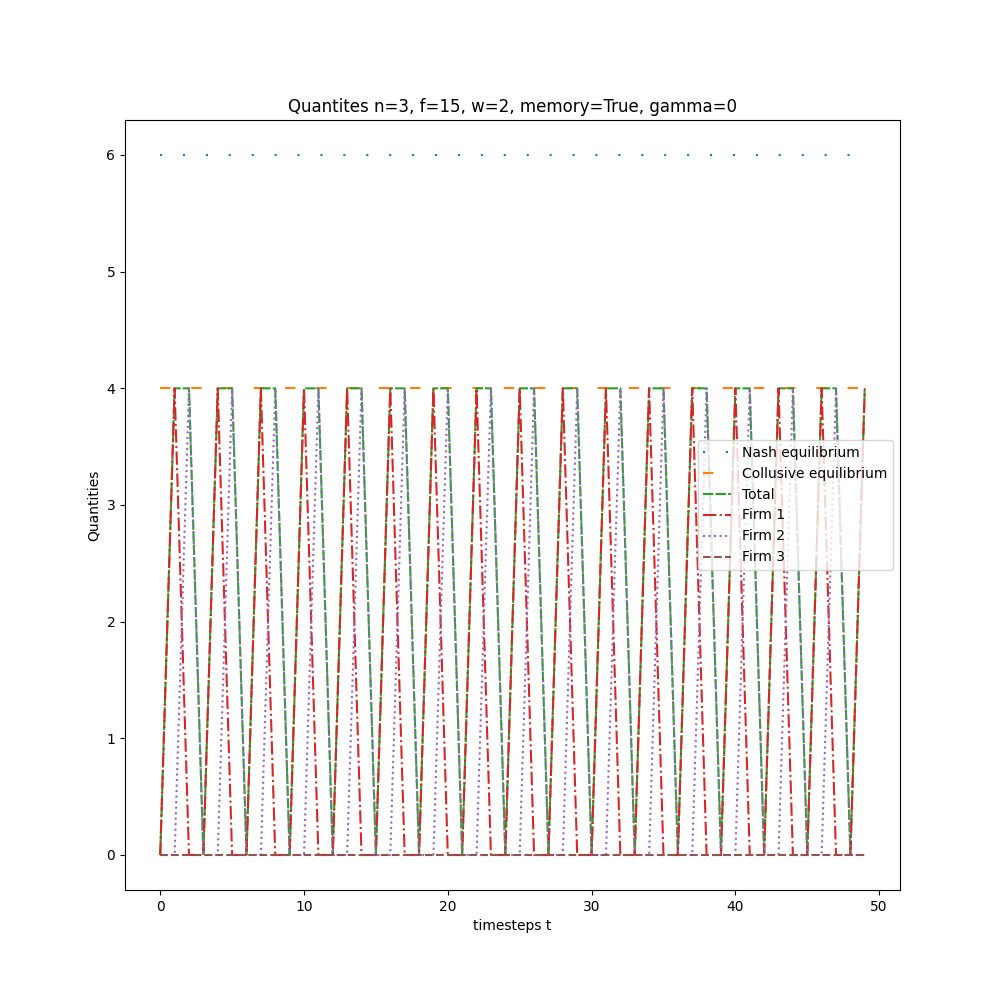 Quantites n=3, f=15, w=2, memory=True, gamma=0
6
5
4
3
2
1
0
Quantities
Nash equilibrium
Collusive equilibrium
Total
Firm 1
Firm 2
Firm 3
0 10 20 30 40 50
timesteps t